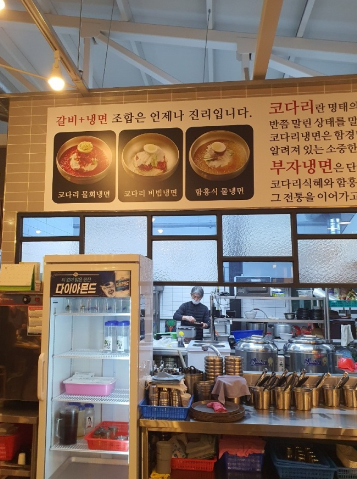 갈비+냉면 조합은 언제나 진리입니다.
코다리 물회냉면
코다리 비빔냉면
함흥식 물냉면
코다리란 명태의
반쯤 말린 상태를 말
코다리냉면은 함경
알려져 있는 소중한
부자냉면은 단
코다리식혜와 함흥
그 전통을 이어가고
다이아몬드